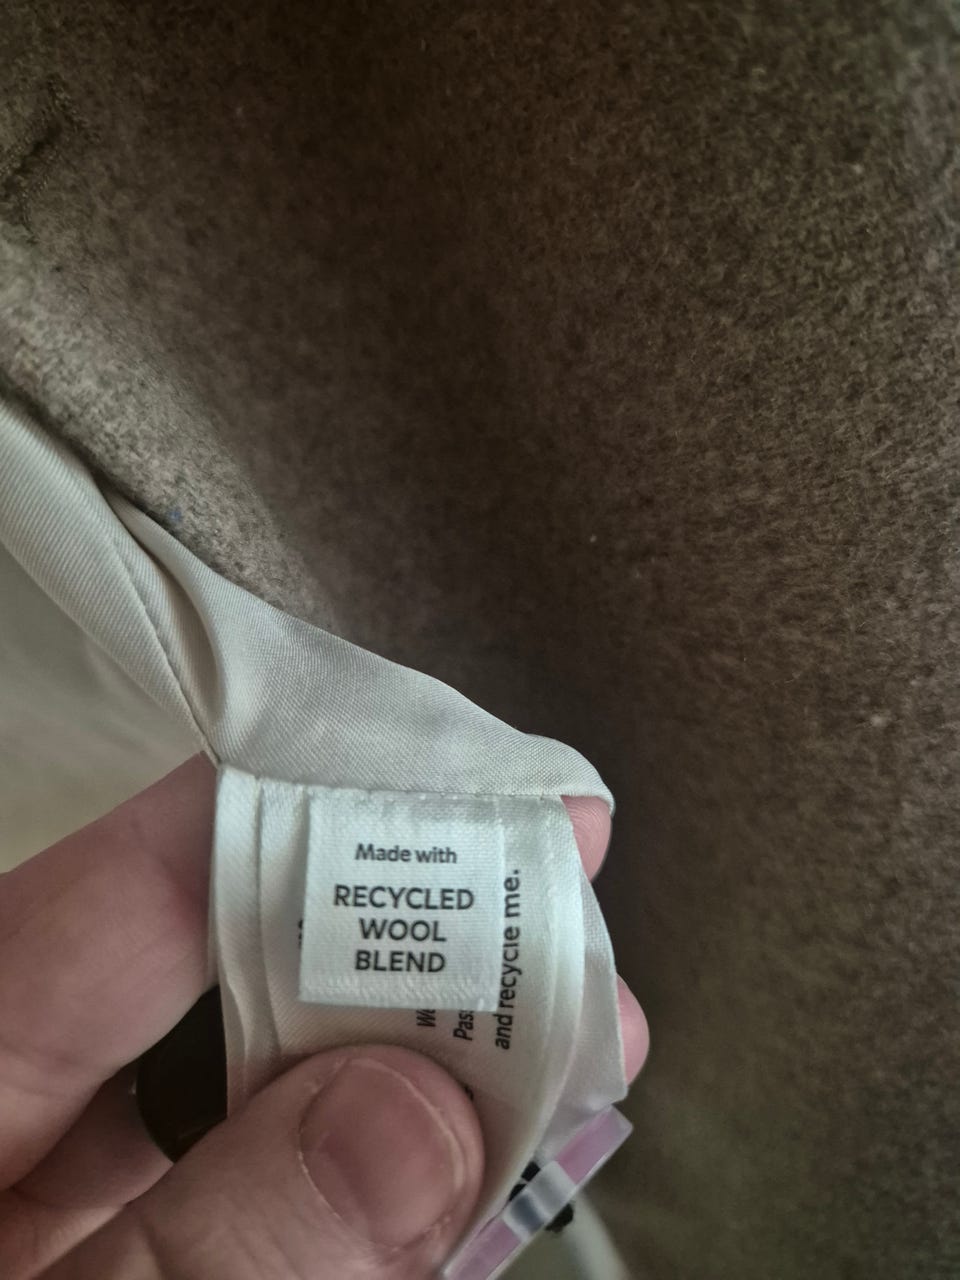 Made with
RECYCLED
WOOL
BLEND
and recycle me.